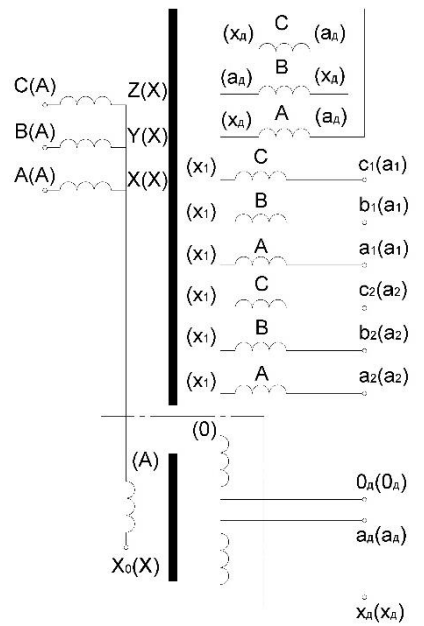 C
(xд) (aд)
C(A) Z(X) (aд) B (xд)
B(A) Y(X) (xд) A (aд)
A(A) X(X) (x1) C c1(a1)
(x1) B b1(a1)
(x1) A a1(a1)
(x1) C c2(a2)
(x1) B b2(a2)
(x1) A a2(a2)
(0)
(A)
0д(0д)
aд(aд)
X0(X)
xд(xд)